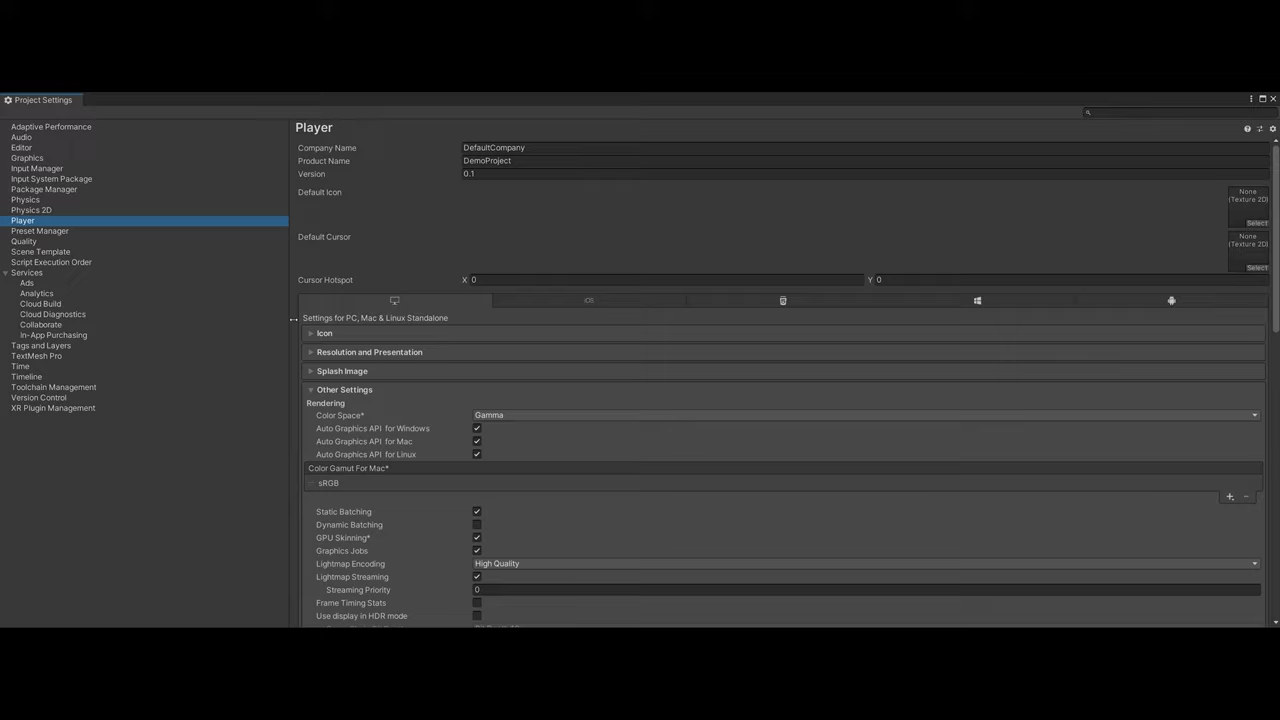 Project Settings
Adaptive Performance
Audio
Editor
Graphics
Input Manager
Input System Package
Package Manager
Physics
Physics 2D
Player
Preset Manager
Quality
Scene Template
Script Execution Order
Services
Ads
Analytics
Cloud Build
Cloud Diagnostics
Collaborate
In-App Purchasing
Tags and Layers
TextMesh Pro
Time
Timeline
Toolchain Management
Version Control
XR Plugin Management
Player
Company Name DefaultCompany
Product Name DemoProject
Version 0.1
Default Icon None (Texture 2D)
Select
Default Cursor None (Texture 2D)
Select
Cursor Hotspot X 0 Y 0
iOS
Settings for PC, Mac & Linux Standalone
Icon
Resolution and Presentation
Splash Image
Other Settings
Rendering
Color Space* Gamma
Auto Graphics API for Windows
Auto Graphics API for Mac
Auto Graphics API for Linux
Color Gamut For Mac*
sRGB
Static Batching
Dynamic Batching
GPU Skinning*
Graphics Jobs
Lightmap Encoding High Quality
Lightmap Streaming
Streaming Priority 0
Frame Timing Stats
Use display in HDR mode